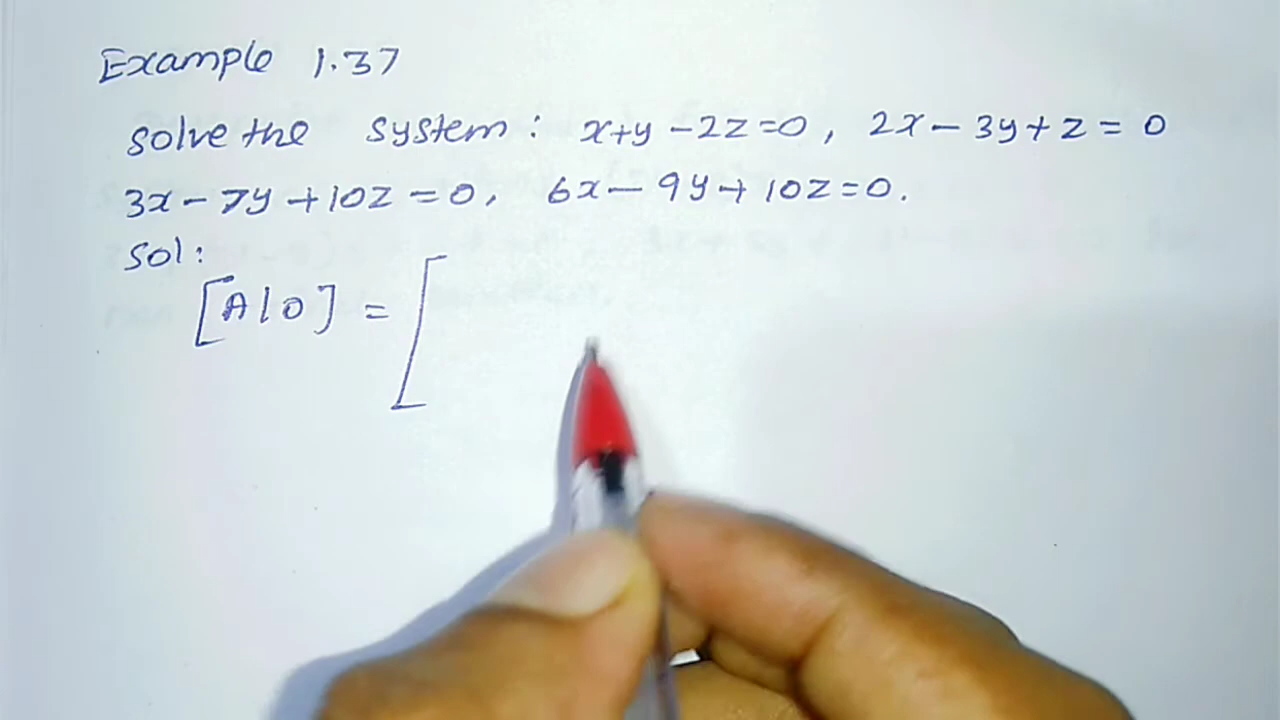 Example 1.37
solve the system: x+y-2z=0, 2x-3y+z=0
3x-7y+10z=0, 6x-9y+10z=0.
sol:
[A|0] = [